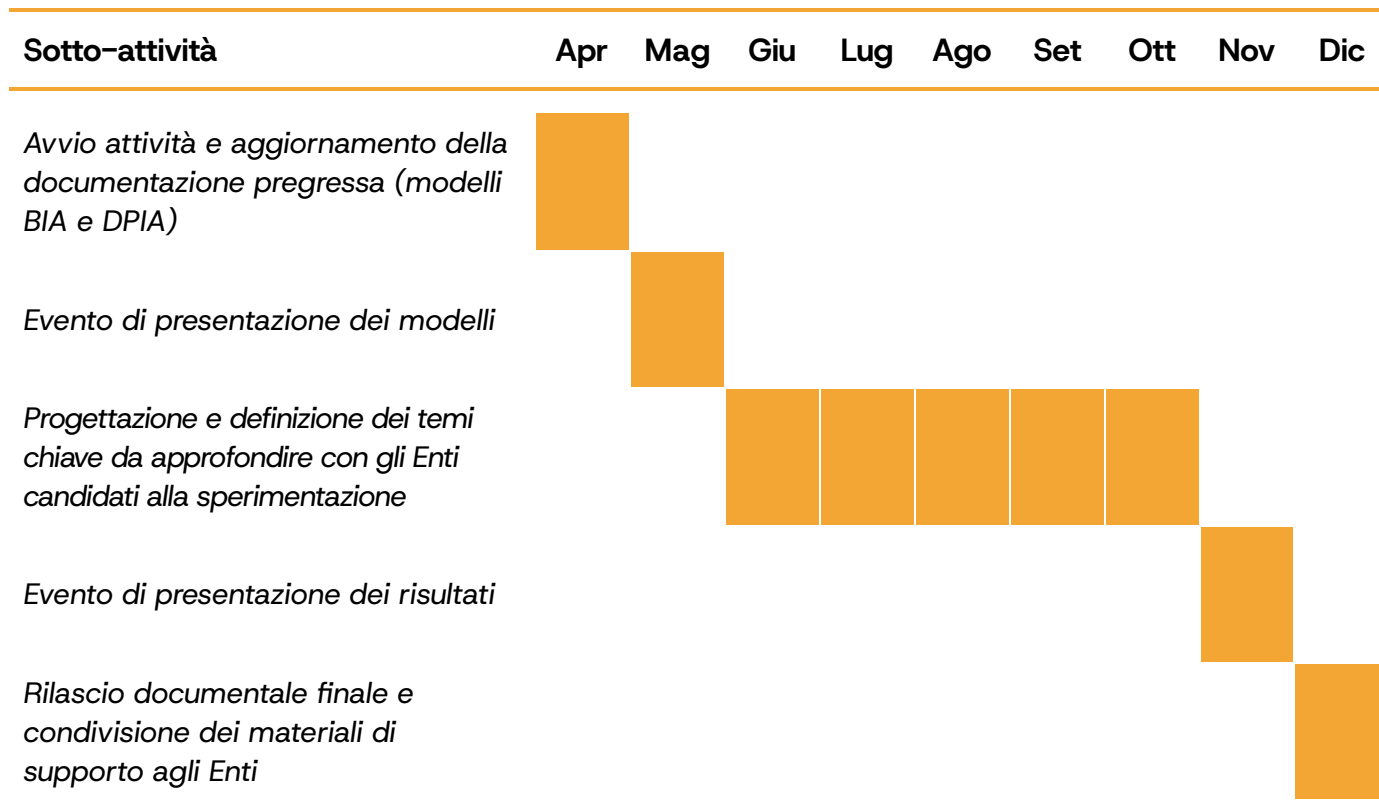 Sotto-attività Apr Mag Giu Lug Ago Set Ott Nov Dic
Avvio attività e aggiornamento della
documentazione pregressa (modelli
BIA e DPIA)
Evento di presentazione dei modelli
Progettazione e definizione dei temi
chiave da approfondire con gli Enti
candidati alla sperimentazione
Evento di presentazione dei risultati
Rilascio documentale finale e
condivisione dei materiali di
supporto agli Enti